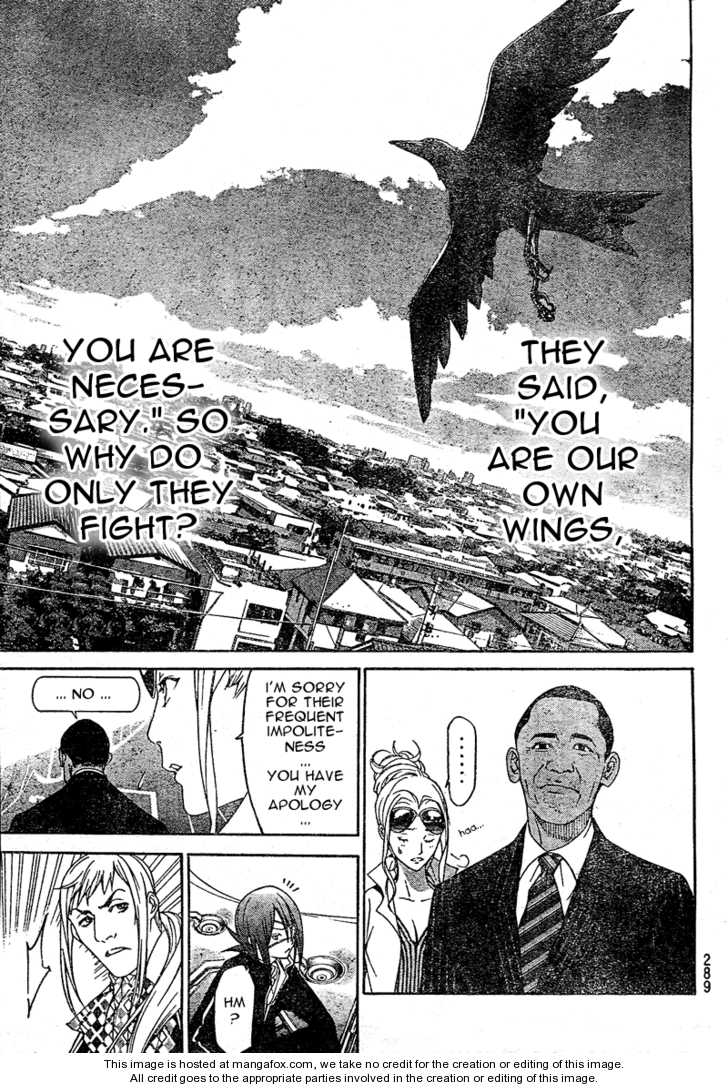 THEY
SAID,
"YOU
ARE OUR
OWN
WINGS,
YOU ARE
NECES-
SARY." SO
WHY DO
ONLY THEY
FIGHT?
......
haa...
I'M SORRY
FOR THEIR
FREQUENT
IMPOLITE-
NESS
...
YOU HAVE
MY
APOLOGY
...
... NO ...
HM
?
289
This image is hosted at mangafox.com, we take no credit for the creation or editing of this image.
All credit goes to the appropriate parties involved in the creation or editing of this image.